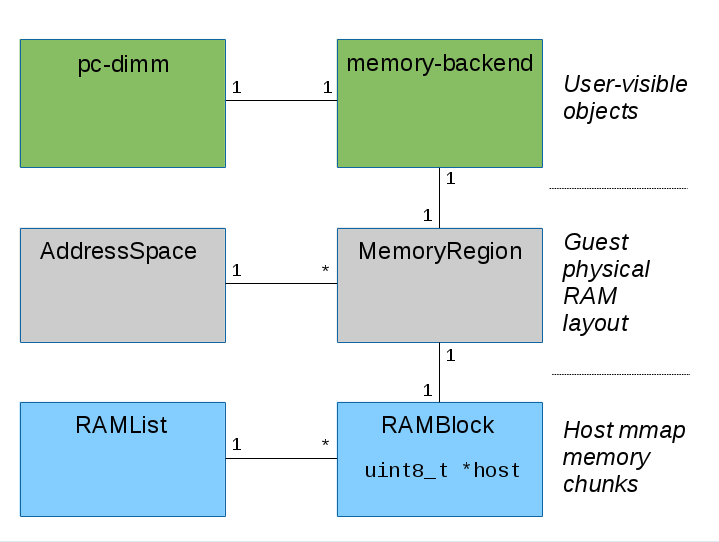 pc-dimm
memory-backend
User-visible
objects
1
1
1
1
AddressSpace
MemoryRegion
Guest
physical
RAM
layout
1
*
1
1
RAMList
RAMBlock
uint8_t *host
Host mmap
memory
chunks
1
*